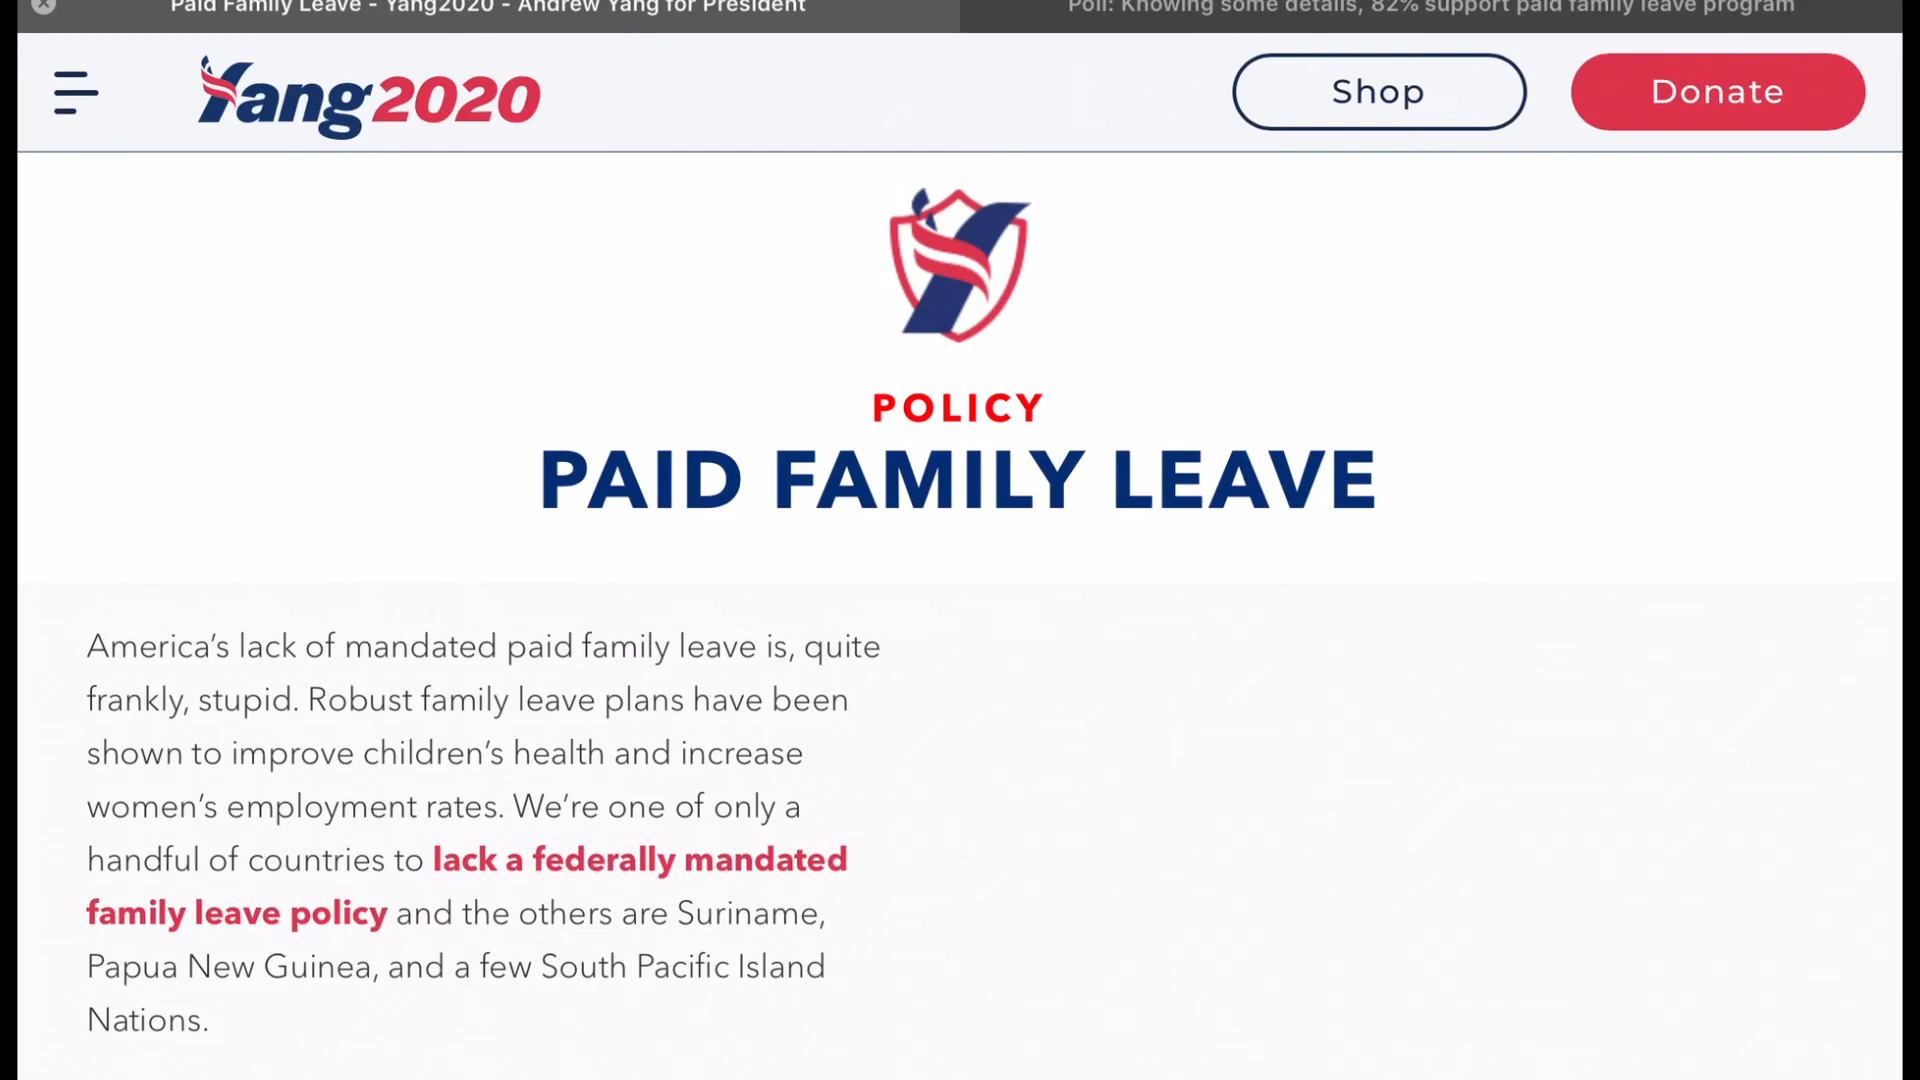 Paid Family Leave - Yang2020 - Andrew Yang for President
Poll: Knowing some details, 82% support paid family leave program
Yang2020
Shop
Donate
POLICY
PAID FAMILY LEAVE
America’s lack of mandated paid family leave is, quite
frankly, stupid. Robust family leave plans have been
shown to improve children’s health and increase
women’s employment rates. We’re one of only a
handful of countries to lack a federally mandated
family leave policy and the others are Suriname,
Papua New Guinea, and a few South Pacific Island
Nations.